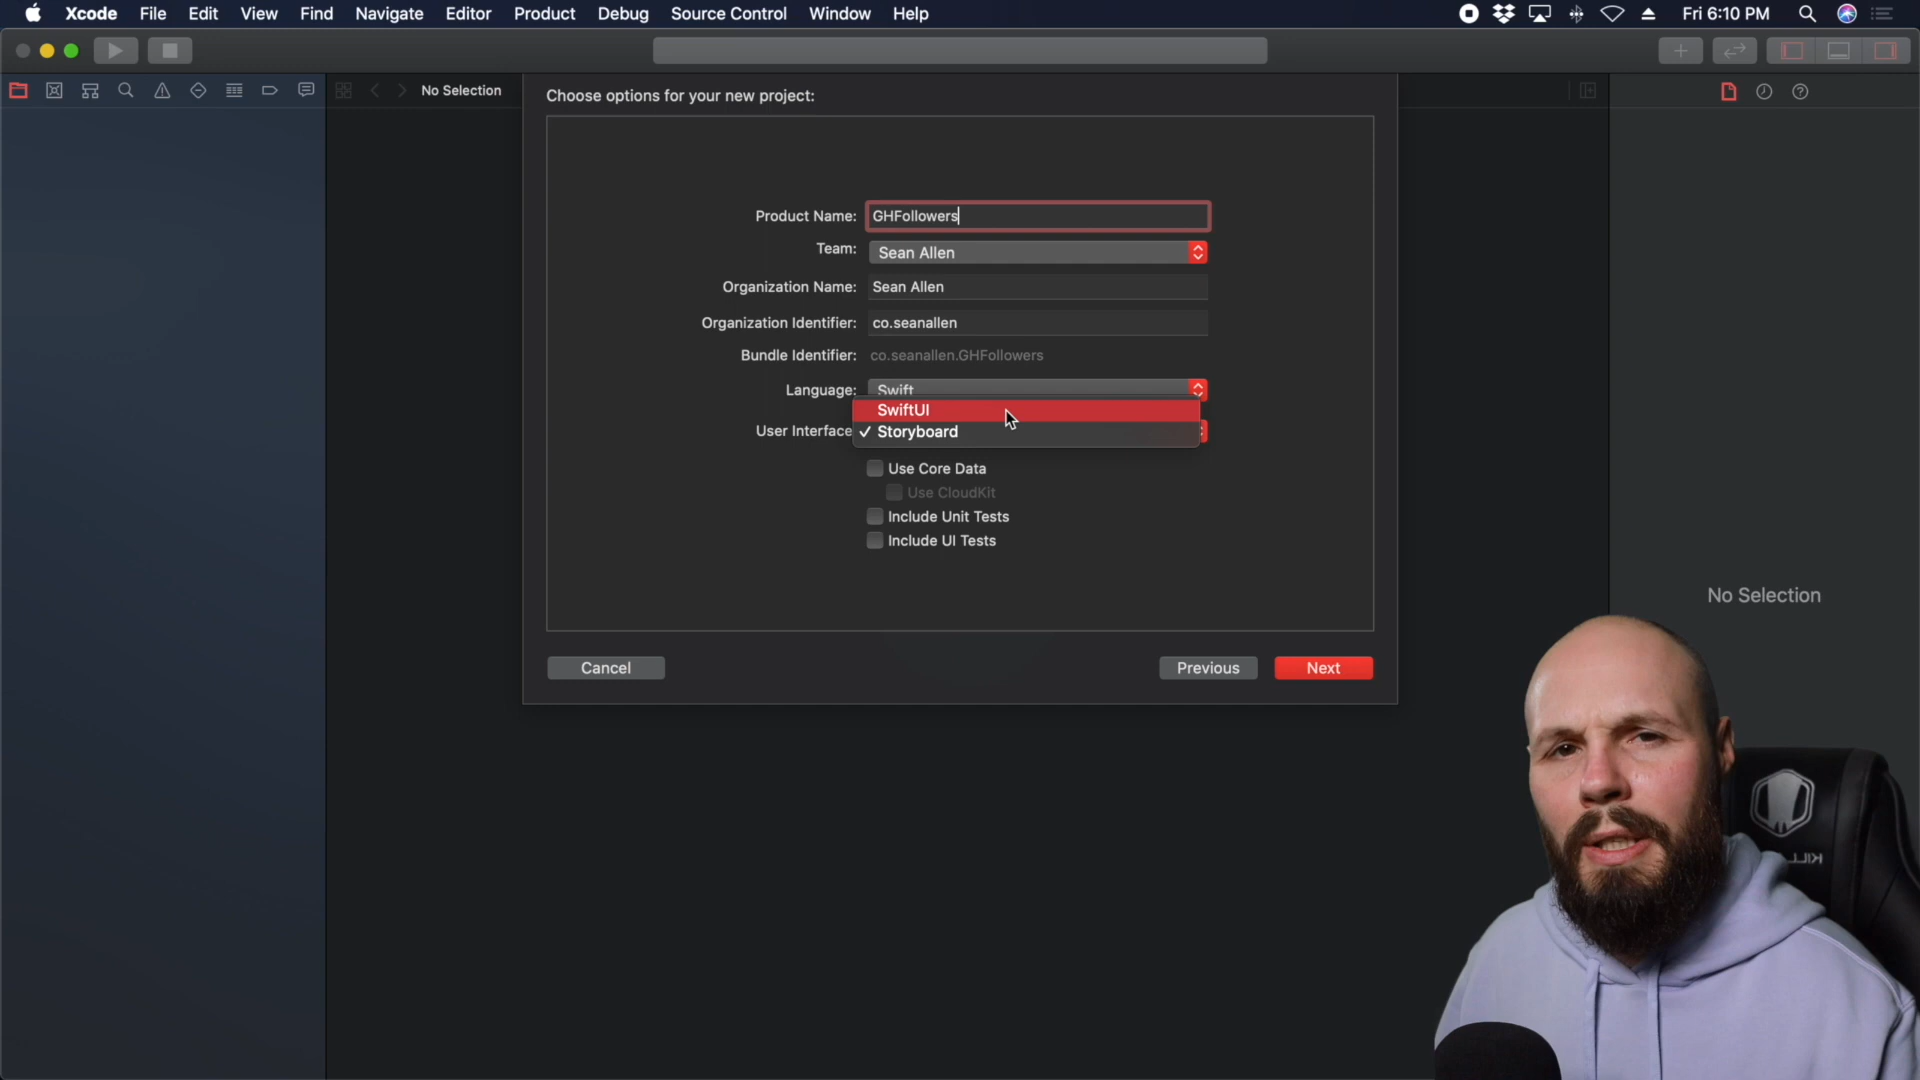 Xcode File Edit View Find Navigate Editor Product Debug Source Control Window Help Fri 6:10 PM
No Selection
Choose options for your new project:
Product Name: GHFollowers
Team: Sean Allen
Organization Name: Sean Allen
Organization Identifier: co.seanallen
Bundle Identifier: co.seanallen.GHFollowers
Language: Swift
SwiftUI
User Interface ✓ Storyboard
Use Core Data
Use CloudKit
Include Unit Tests
Include UI Tests
No Selection
Cancel Previous Next